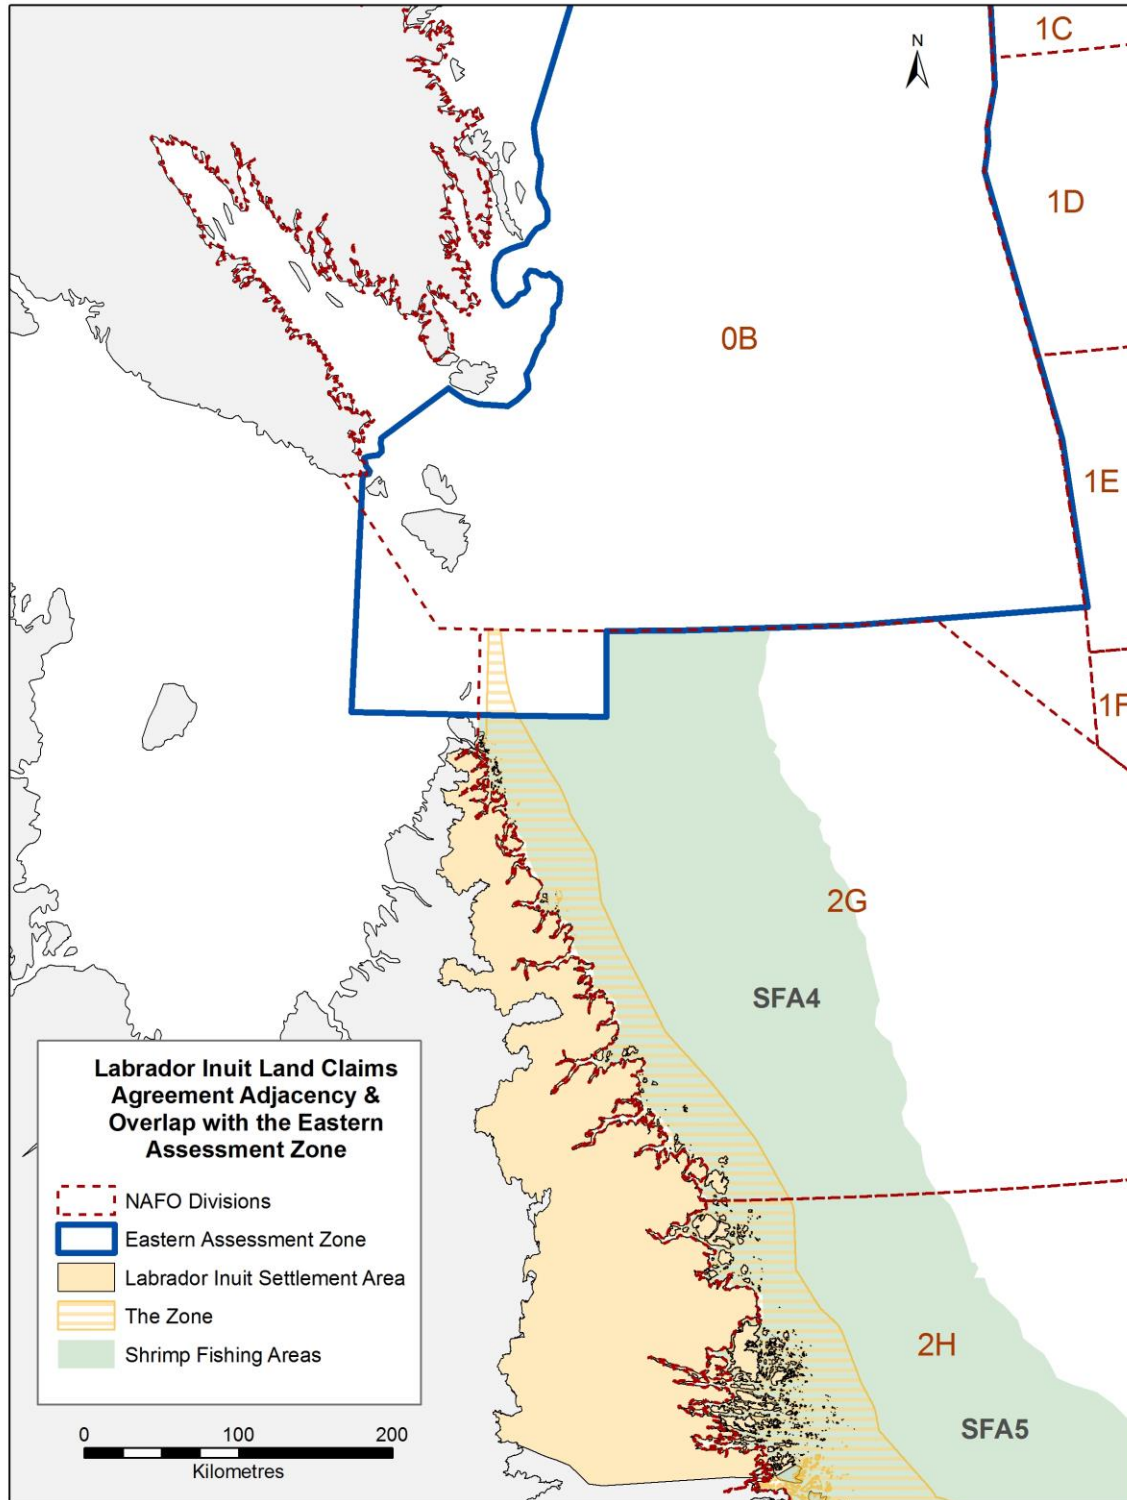 N
1C
1D
0B
1E
1F
2G
SFA4
2H
SFA5
Labrador Inuit Land Claims
Agreement Adjacency &
Overlap with the Eastern
Assessment Zone
NAFO Divisions
Eastern Assessment Zone
Labrador Inuit Settlement Area
The Zone
Shrimp Fishing Areas
0 100 200
Kilometres